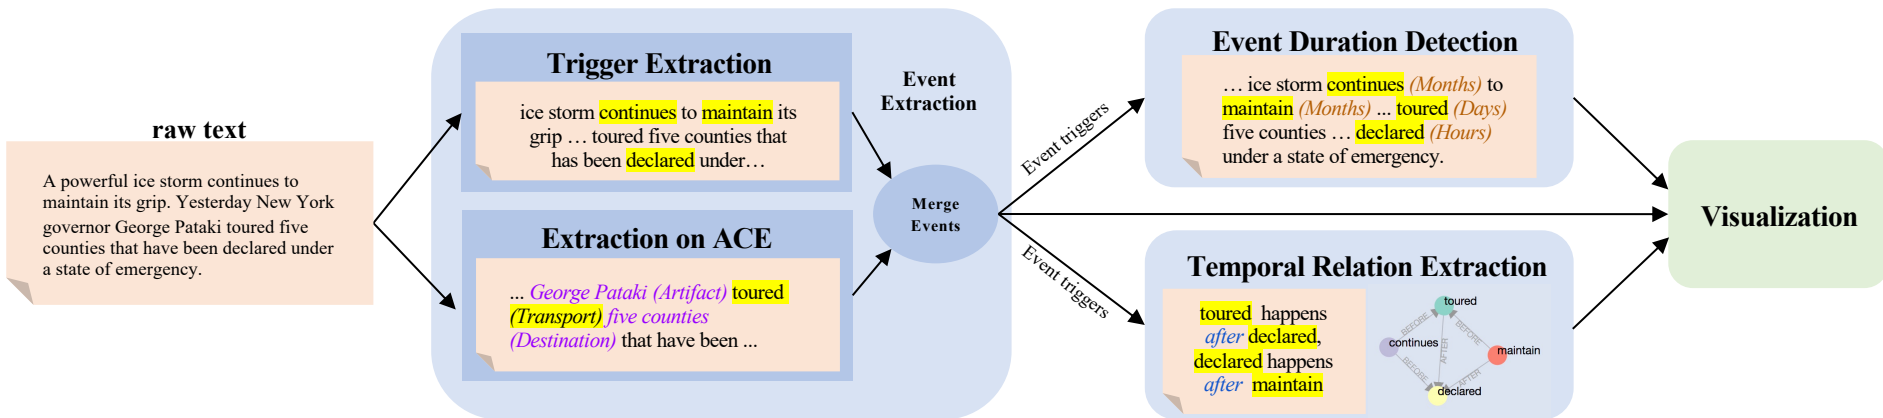 raw text
A powerful ice storm continues to
maintain its grip. Yesterday New York
governor George Pataki toured five
counties that have been declared under
a state of emergency.
Trigger Extraction
ice storm continues to maintain its
grip … toured five counties that
has been declared under…
Extraction on ACE
... George Pataki (Artifact) toured
(Transport) five counties
(Destination) that have been ...
Event
Extraction
Merge
Events
Event triggers
Event triggers
Event Duration Detection
… ice storm continues (Months) to
maintain (Months) ... toured (Days)
five counties … declared (Hours)
under a state of emergency.
Temporal Relation Extraction
toured happens
after declared,
declared happens
after maintain
toured
BEFORE
BEFORE
continues
AFTER
maintain
BEFORE
AFTER
declared
Visualization